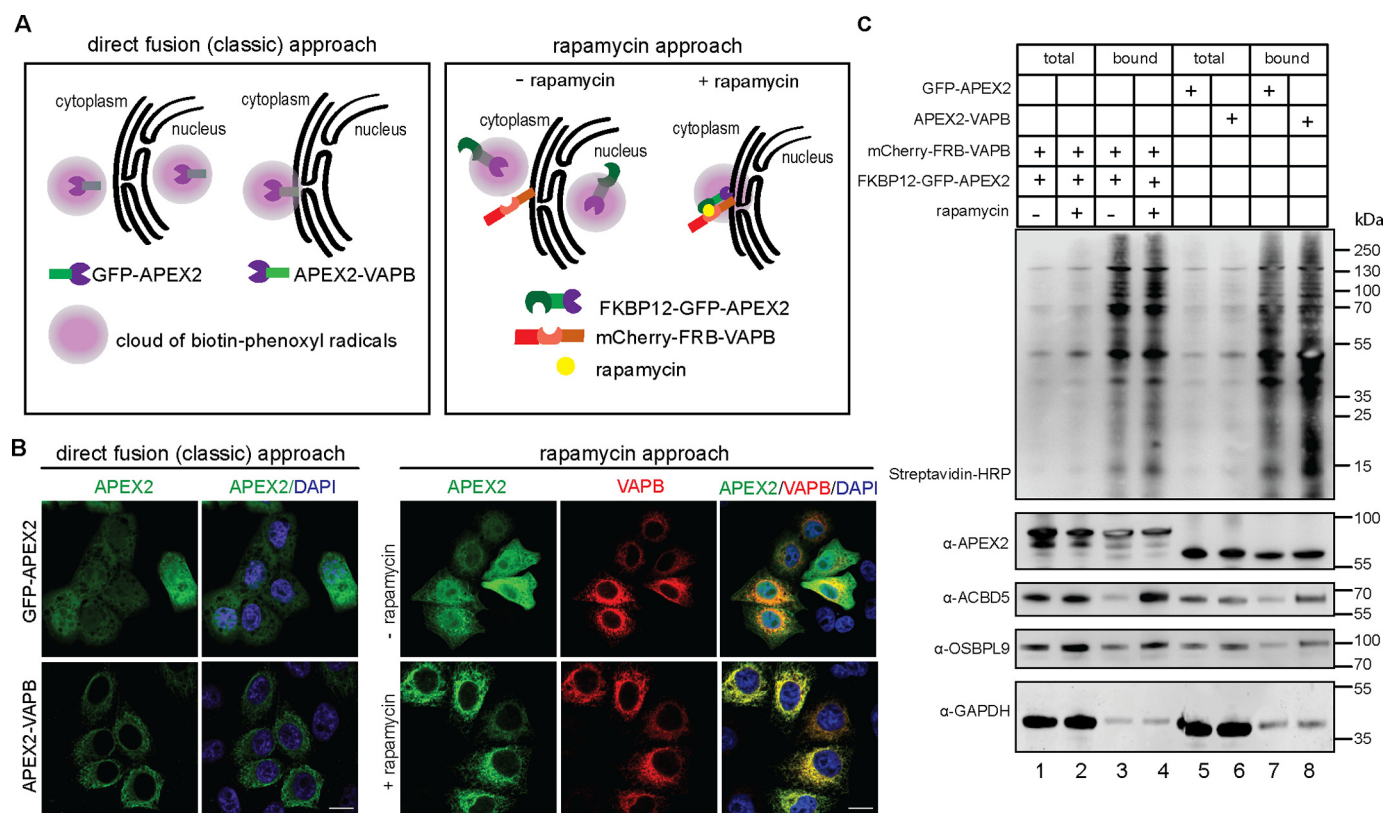 A
direct fusion (classic) approach
cytoplasm
nucleus
cytoplasm
nucleus
GFP-APEX2
APEX2-VAPB
cloud of biotin-phenoxyl radicals
rapamycin approach
- rapamycin
+ rapamycin
cytoplasm
nucleus
cytoplasm
nucleus
FKBP12-GFP-APEX2
mCherry-FRB-VAPB
rapamycin
B
direct fusion (classic) approach
APEX2
APEX2/DAPI
GFP-APEX2
APEX2-VAPB
rapamycin approach
APEX2
VAPB
APEX2/VAPB/DAPI
- rapamycin
+ rapamycin
C
total bound total bound
GFP-APEX2 + +
APEX2-VAPB + +
mCherry-FRB-VAPB + + + +
FKBP12-GFP-APEX2 + + + +
rapamycin - + - +
kDa
250
130
100
70
55
35
25
15
Streptavidin-HRP
α-APEX2
100
55
α-ACBD5
70
55
α-OSBPL9
100
70
α-GAPDH
55
35
1 2 3 4 5 6 7 8